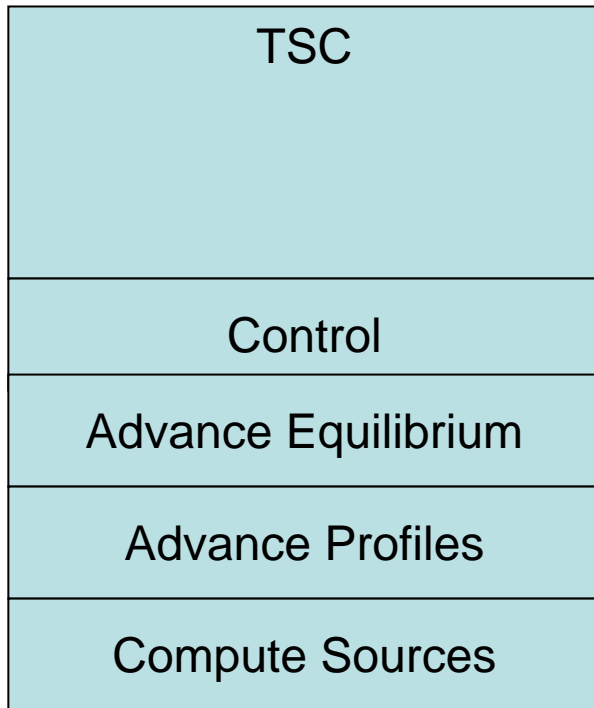 TSC
Control
Advance Equilibrium
Advance Profiles
Compute Sources